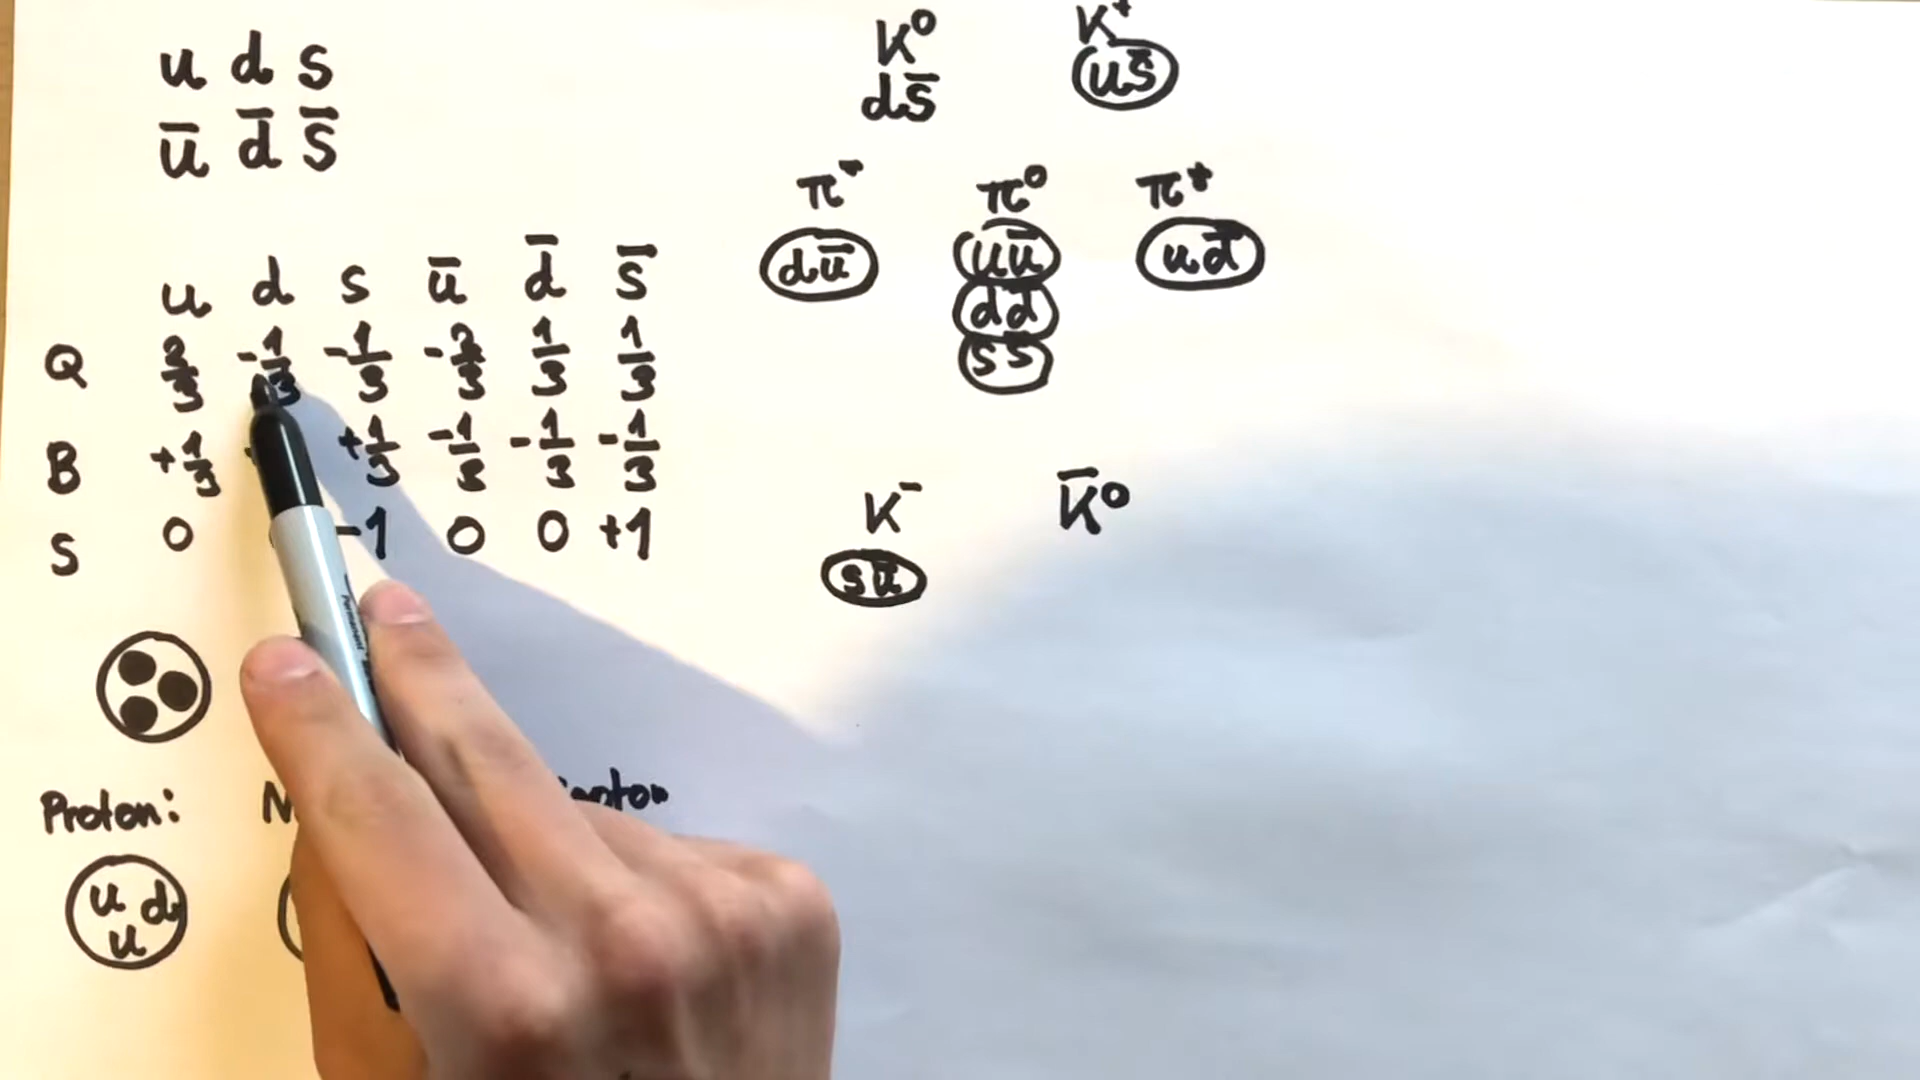 u d s
ū d̄ s̄
u d s ū d̄ s̄
Q 2/3 -1/3 -1/3 -2/3 1/3 1/3
B +1/3 +1/3 -1/3 -1/3 -1/3
S 0 -1 0 0 +1
Proton:
u d
u
K⁰ K⁺
ds̄ us̄
π⁻ π⁰ π⁺
dū uū ud̄
dd̄
ss̄
K⁻ K̄⁰
sū
Permanent